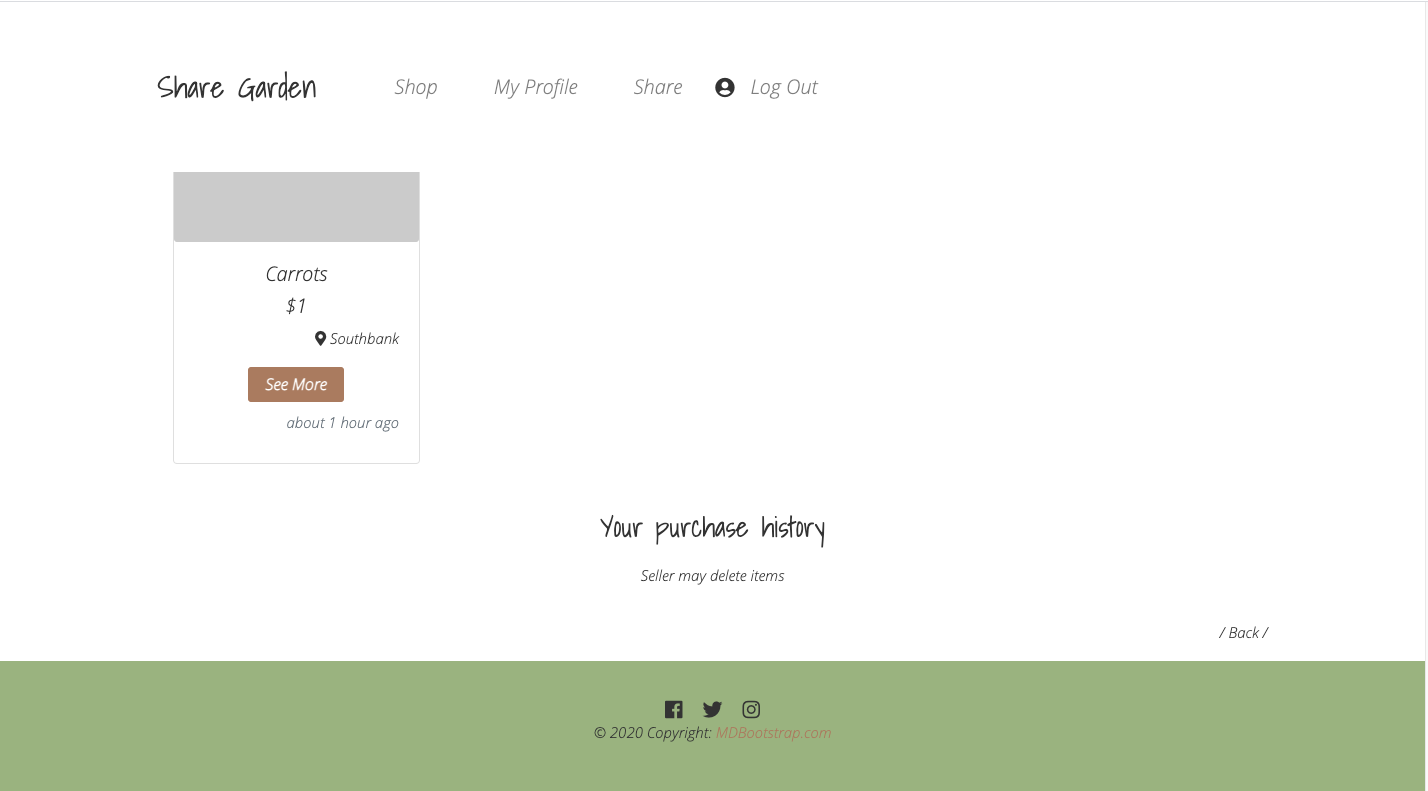 Share Garden Shop My Profile Share Log Out
Carrots
$1
Southbank
See More
about 1 hour ago
Your purchase history
Seller may delete items
/ Back /
© 2020 Copyright: MDBootstrap.com